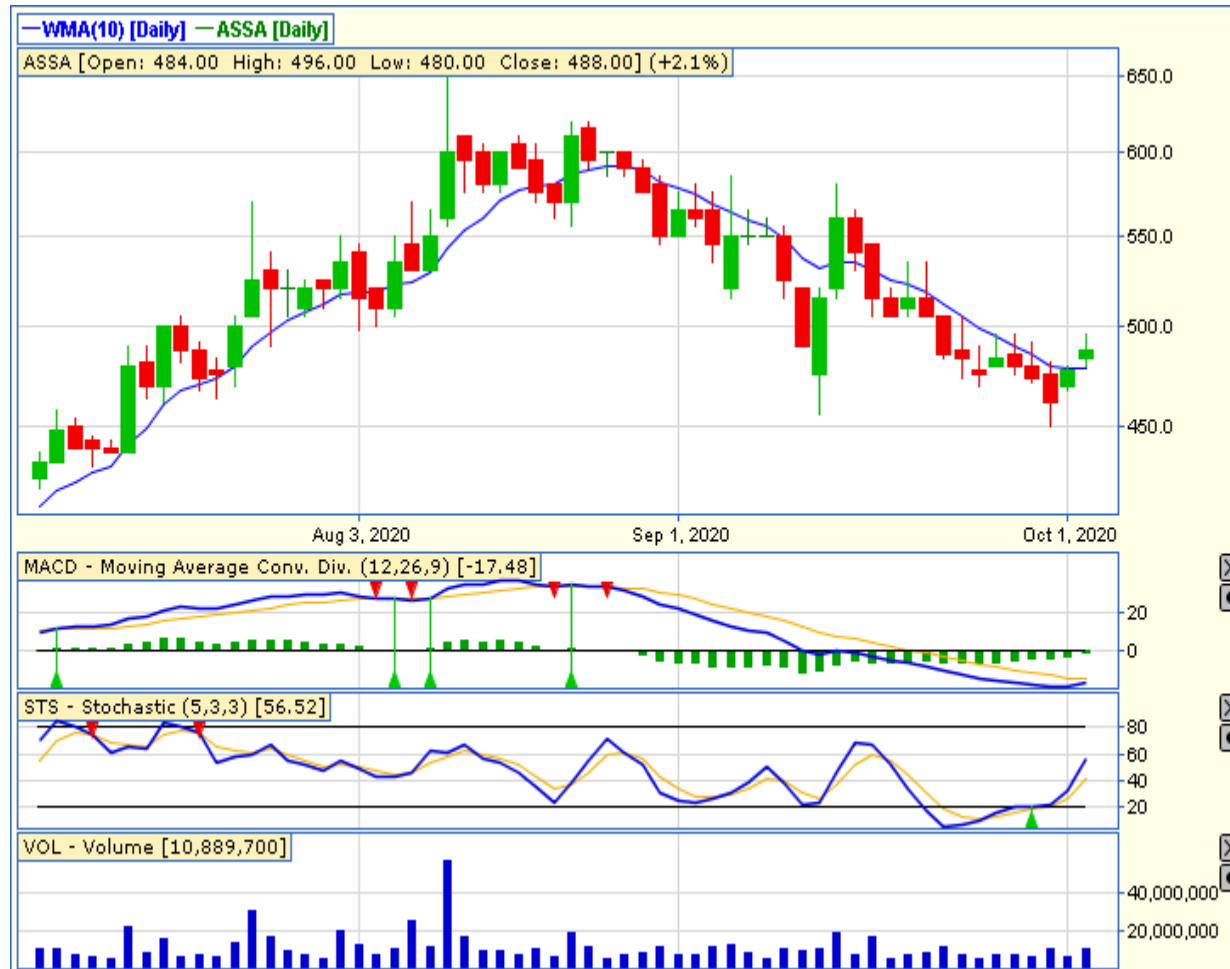 WMA(10) [Daily] ASSA [Daily]
ASSA [Open: 484.00 High: 496.00 Low: 480.00 Close: 488.00] (+2.1%)
650.0
600.0
550.0
500.0
450.0
Aug 3, 2020 Sep 1, 2020 Oct 1, 2020
MACD - Moving Average Conv. Div. (12,26,9) [-17.48]
20
0
STS - Stochastic (5,3,3) [56.52]
80
60
40
20
VOL - Volume [10,889,700]
40,000,000
20,000,000